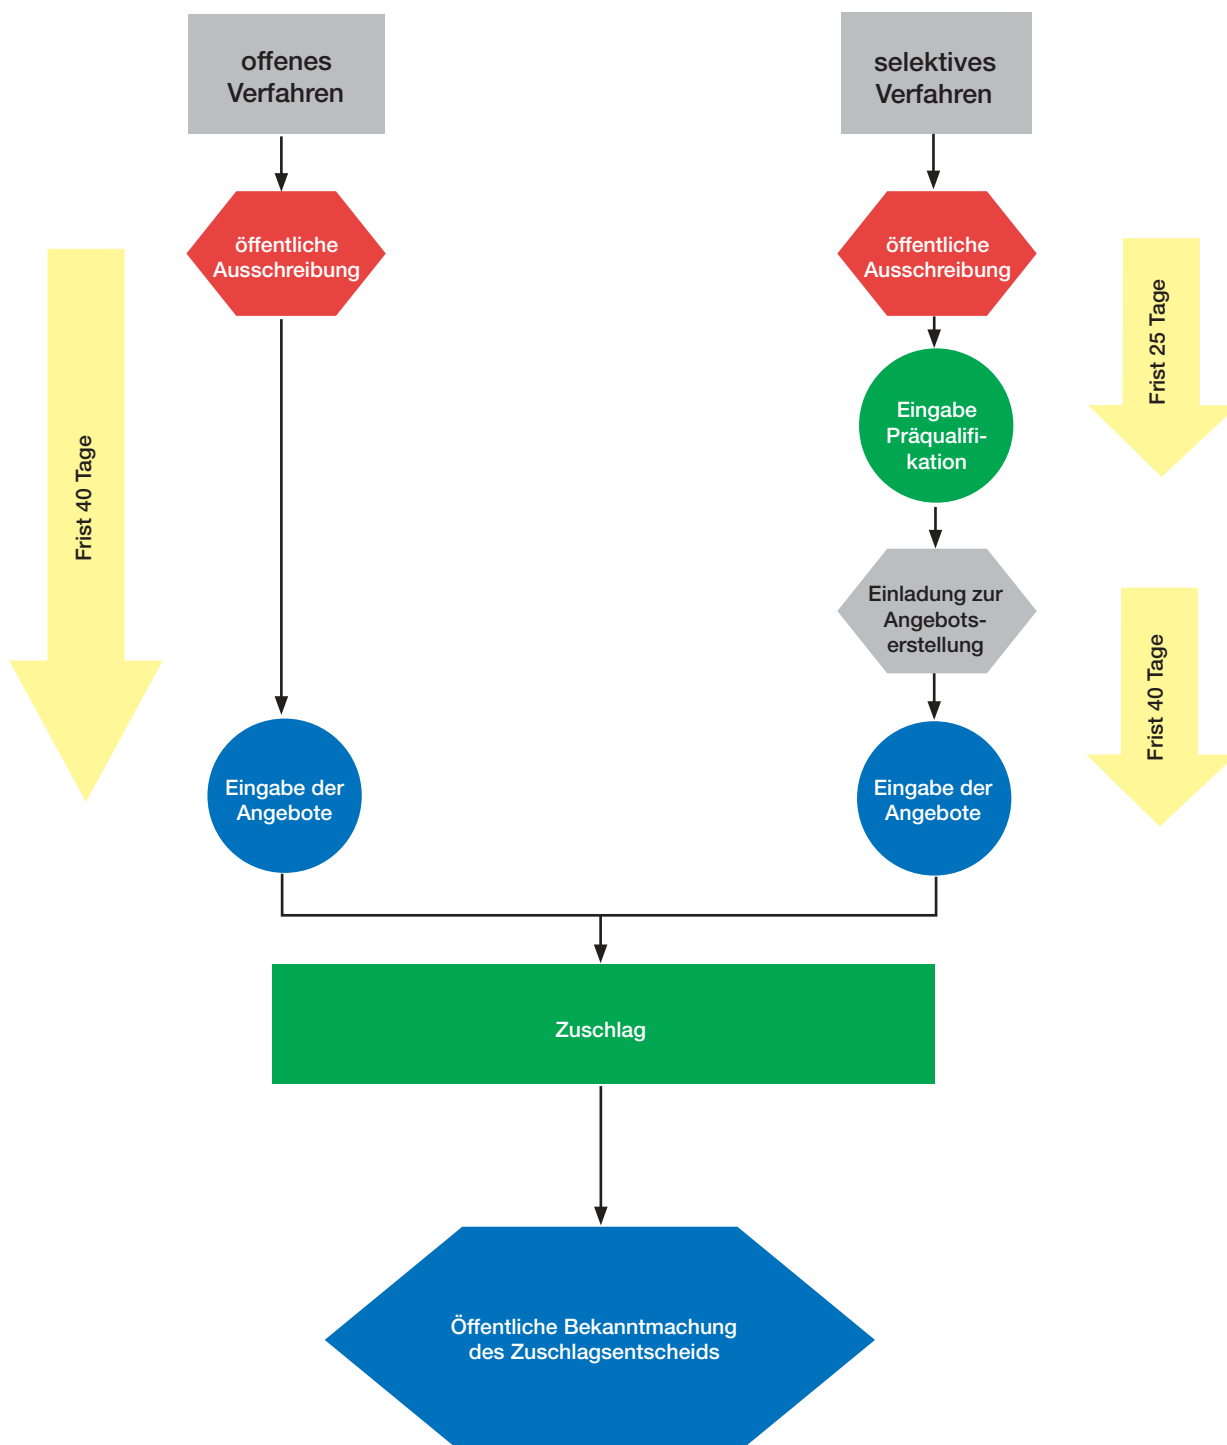 offenes
Verfahren
selektives
Verfahren
öffentliche
Ausschreibung
öffentliche
Ausschreibung
Frist 40 Tage
Frist 25 Tage
Eingabe
Präqualifi-
kation
Einladung zur
Angebots-
erstellung
Frist 40 Tage
Eingabe der
Angebote
Eingabe der
Angebote
Zuschlag
Öffentliche Bekanntmachung
des Zuschlagsentscheids